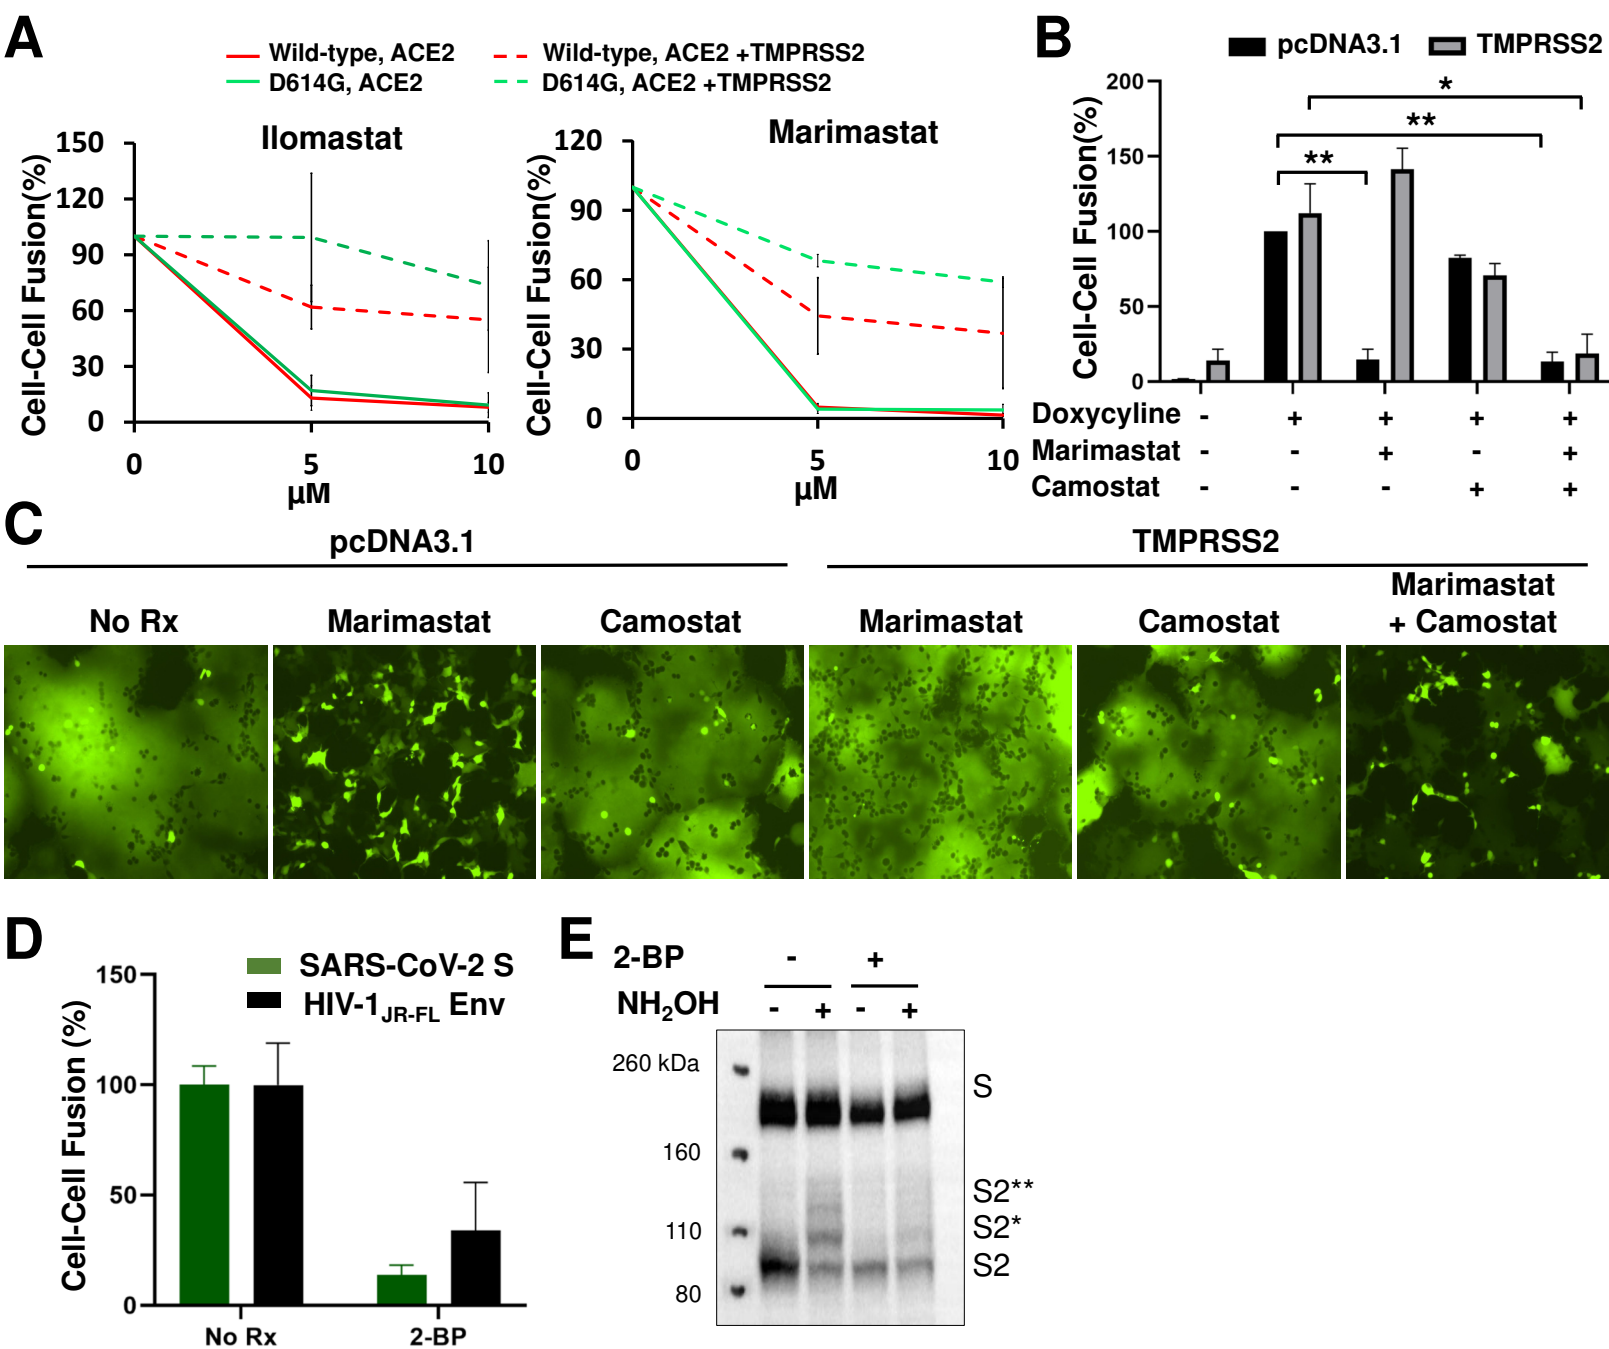 A
Wild-type, ACE2
Wild-type, ACE2 +TMPRSS2
D614G, ACE2
D614G, ACE2 +TMPRSS2
Ilomastat
Cell-Cell Fusion(%)
150
120
90
60
30
0
0
5
10
µM
Marimastat
Cell-Cell Fusion(%)
120
90
60
30
0
0
5
10
µM
B
pcDNA3.1
TMPRSS2
Cell-Cell Fusion(%)
200
150
100
50
0
*
**
**
Doxycyline - + + + +
Marimastat - - + - +
Camostat - - - + +
C
pcDNA3.1
TMPRSS2
No Rx
Marimastat
Camostat
Marimastat
Camostat
Marimastat
+ Camostat
D
SARS-CoV-2 S
HIV-1JR-FL Env
Cell-Cell Fusion (%)
150
100
50
0
No Rx
2-BP
E
2-BP - +
NH2OH - + - +
260 kDa
160
110
80
S
S2**
S2*
S2